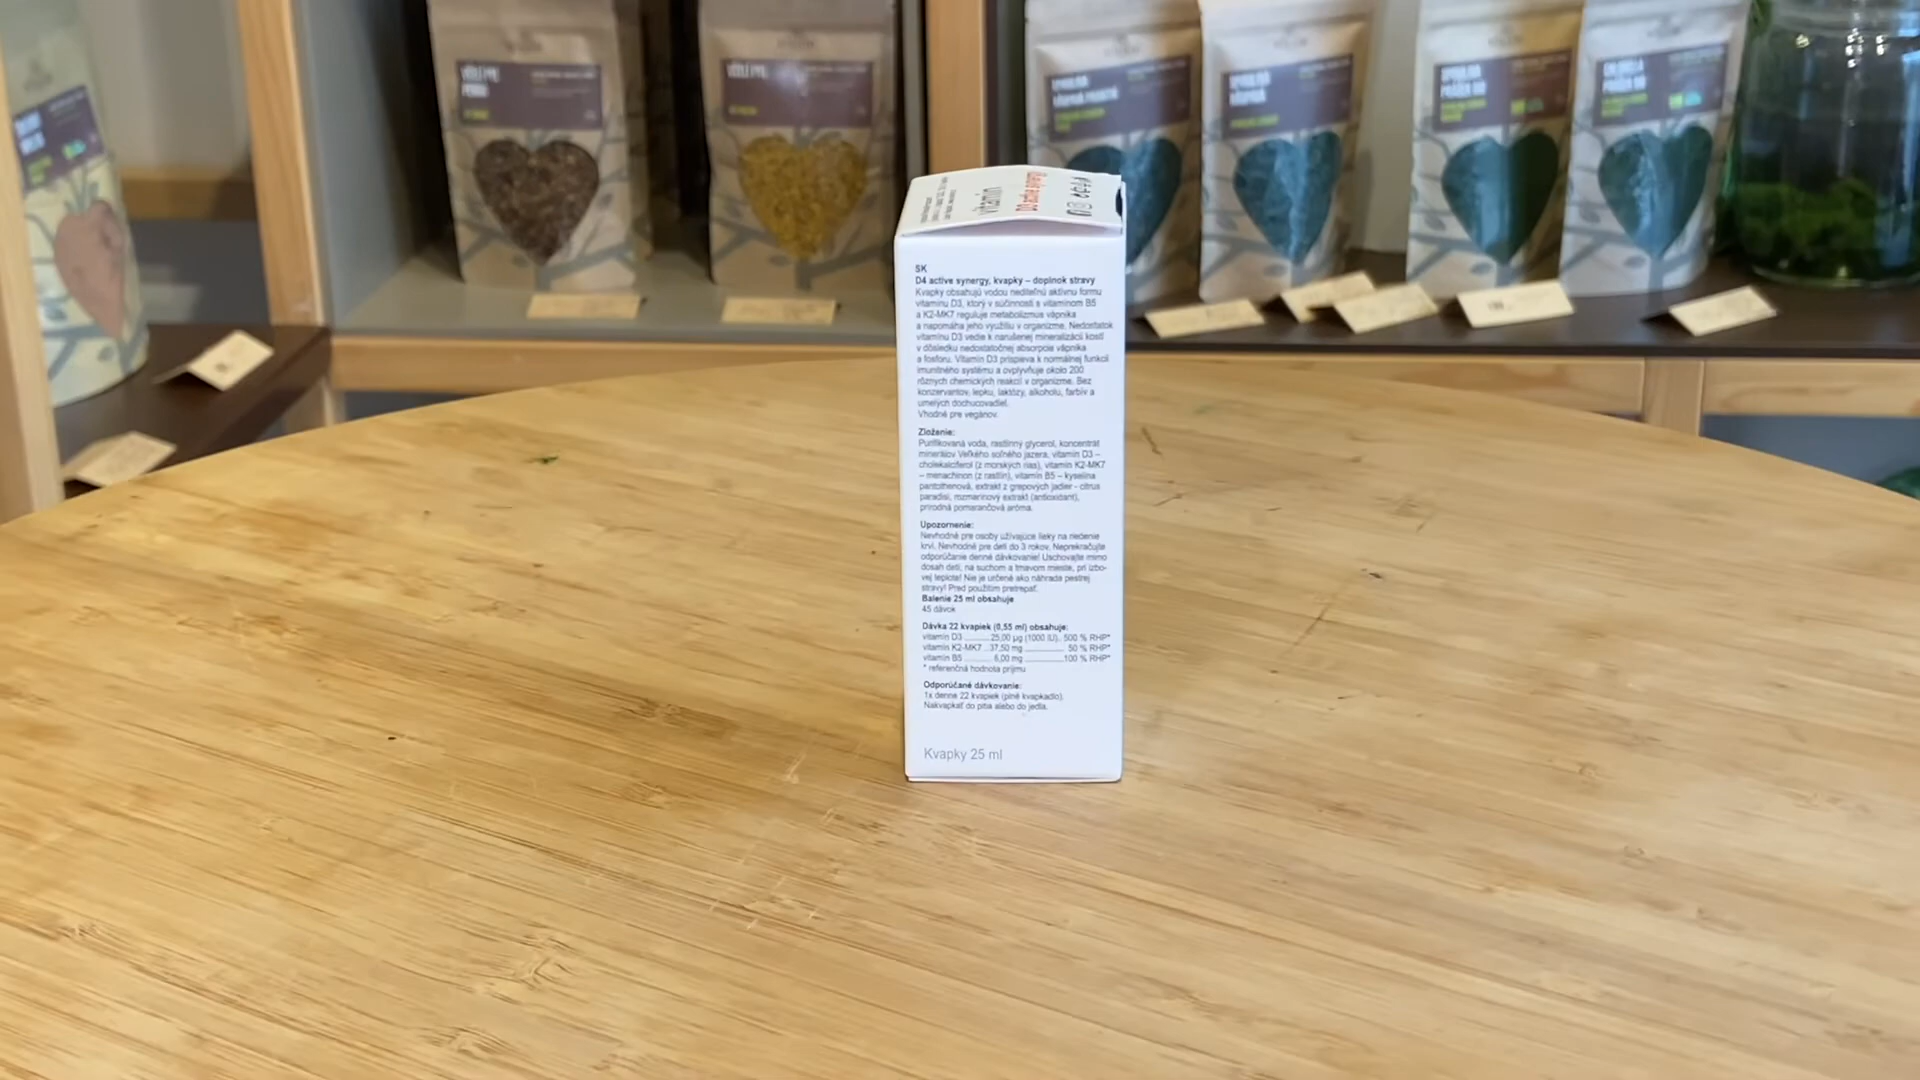 vitamín
D3 active synergy
SK
D4 active synergy, kvapky – doplnok stravy
Kvapky obsahujú vodou neditelnú aktívnu formu
vitamínu D3, ktorý v súčinnosti s vitamínom B5
a K2-MK7 reguluje metabolizmus vápnika
a napomáha jeho využitiu v organizme. Nedostatok
vitamínu D3 vedie k narušenej mineralizácii kostí
v dôsledku nedostatočnej absorpcie vápnika
a fosforu. Vitamín D3 prispieva k normálnej funkcii
imunitného systému a ovplyvňuje okolo 200
rôznych chemických reakcií v organizme. Bez
konzervantov, lepku, laktózy, alkoholu, farbív a
umelých dochucovadiel.
Vhodné pre vegánov.
Zloženie:
Purifikovaná voda, rastlinný glycerol, koncentrát
minerálov Veľkého soľného jazera, vitamín D3 –
cholekalciferol (z morských rias), vitamín K2-MK7
– menachinon (z rastlín), vitamín B5 – kyselina
pantothenová, extrakt z grepových jadier - citrus
paradisi, rozmarínový extrakt (antioxidant),
prírodná pomarančová aróma.
Upozornenie:
Nevhodné pre osoby užívajúce lieky na riedenie
krvi. Nevhodné pre deti do 3 rokov. Neprekračujte
odporúčanie denné dávkovanie! Uschovajte mimo
dosah detí, na suchom a tmavom mieste, pri izbo-
vej teplote! Nie je určené ako náhrada pestrej
stravy! Pred použitím pretrepať.
Balenie 25 ml obsahuje
45 dávok
Dávka 22 kvapiek (0,55 ml) obsahuje:
vitamín D3 ........ 25,00 µg (1000 IU).. 500 % RHP*
vitamín K2-MK7 .. 37,50 mg ............ 50 % RHP*
vitamín B5 ........ 6,00 mg ............ 100 % RHP*
* referenčná hodnota príjmu
Odporúčané dávkovanie:
1x denne 22 kvapiek (plné kvapkadlo).
Nakvapkať do pitia alebo do jedla.
Kvapky 25 ml